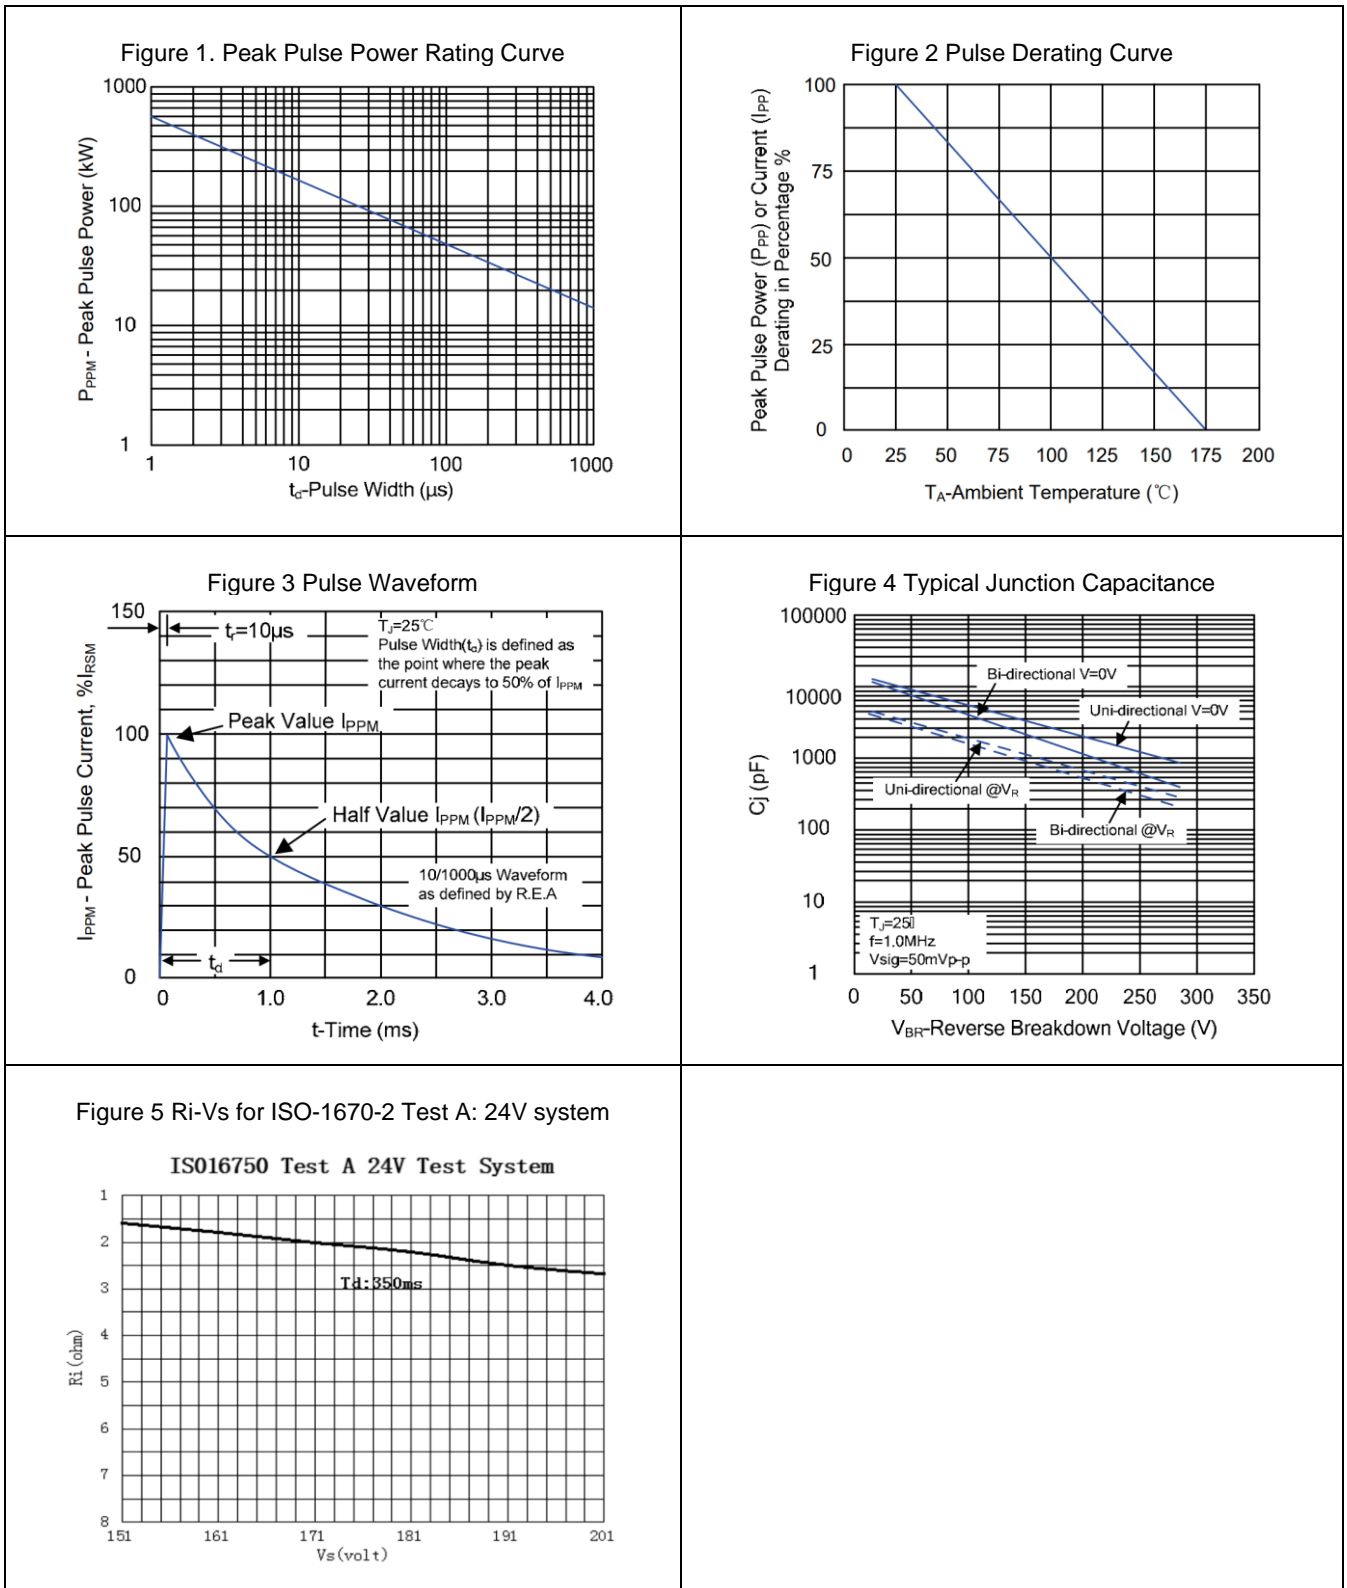 Figure 1. Peak Pulse Power Rating Curve
PPPM - Peak Pulse Power (kW)
1000
100
10
1
1 10 100 1000
td-Pulse Width (μs)
Figure 2 Pulse Derating Curve
Peak Pulse Power (PPP) or Current (IPP)
Derating in Percentage %
100
75
50
25
0
0 25 50 75 100 125 150 175 200
TA-Ambient Temperature (℃)
Figure 3 Pulse Waveform
IPPM - Peak Pulse Current, %IRSM
150
100
50
0
tr=10μs
TJ=25℃
Pulse Width(td) is defined as
the point where the peak
current decays to 50% of IPPM
Peak Value IPPM
Half Value IPPM (IPPM/2)
10/1000μs Waveform
as defined by R.E.A
td
0 1.0 2.0 3.0 4.0
t-Time (ms)
Figure 4 Typical Junction Capacitance
Cj (pF)
100000
10000
1000
100
10
1
Bi-directional V=0V
Uni-directional V=0V
Uni-directional @VR
Bi-directional @VR
TJ=25▯
f=1.0MHz
Vsig=50mVp-p
0 50 100 150 200 250 300 350
VBR-Reverse Breakdown Voltage (V)
Figure 5 Ri-Vs for ISO-1670-2 Test A: 24V system
ISO16750 Test A 24V Test System
Ri(ohm)
1
2
3
4
5
6
7
8
Td:350ms
151 161 171 181 191 201
Vs(volt)